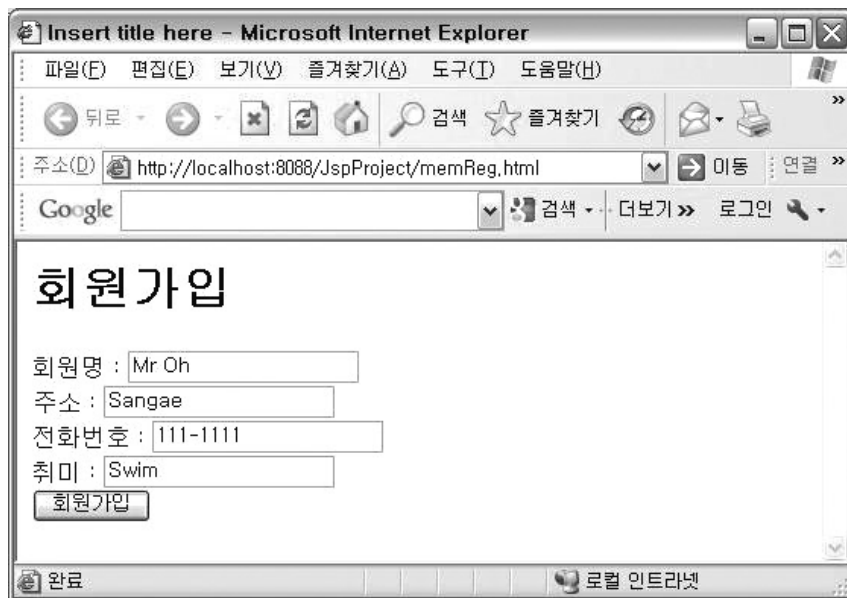 Insert title here - Microsoft Internet Explorer
파일(F) 편집(E) 보기(V) 즐겨찾기(A) 도구(T) 도움말(H)
뒤로 검색 즐겨찾기 »
주소(D) http://localhost:8088/JspProject/memReg.html 이동 연결 »
Google 검색 더보기 » 로그인
회원가입
회원명 : Mr Oh
주소 : Sangae
전화번호 : 111-1111
취미 : Swim
회원가입
완료 로컬 인트라넷